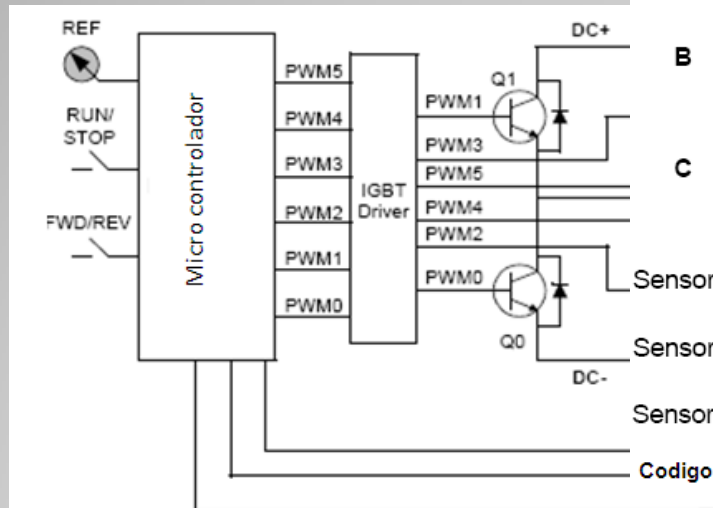 REF
RUN/
STOP
FWD/REV
Micro controlador
PWM5
PWM4
PWM3
PWM2
PWM1
PWM0
IGBT
Driver
PWM1
PWM3
PWM5
PWM4
PWM2
PWM0
Q1
Q0
DC+
DC-
B
C
Sensor
Sensor
Sensor
Codigo